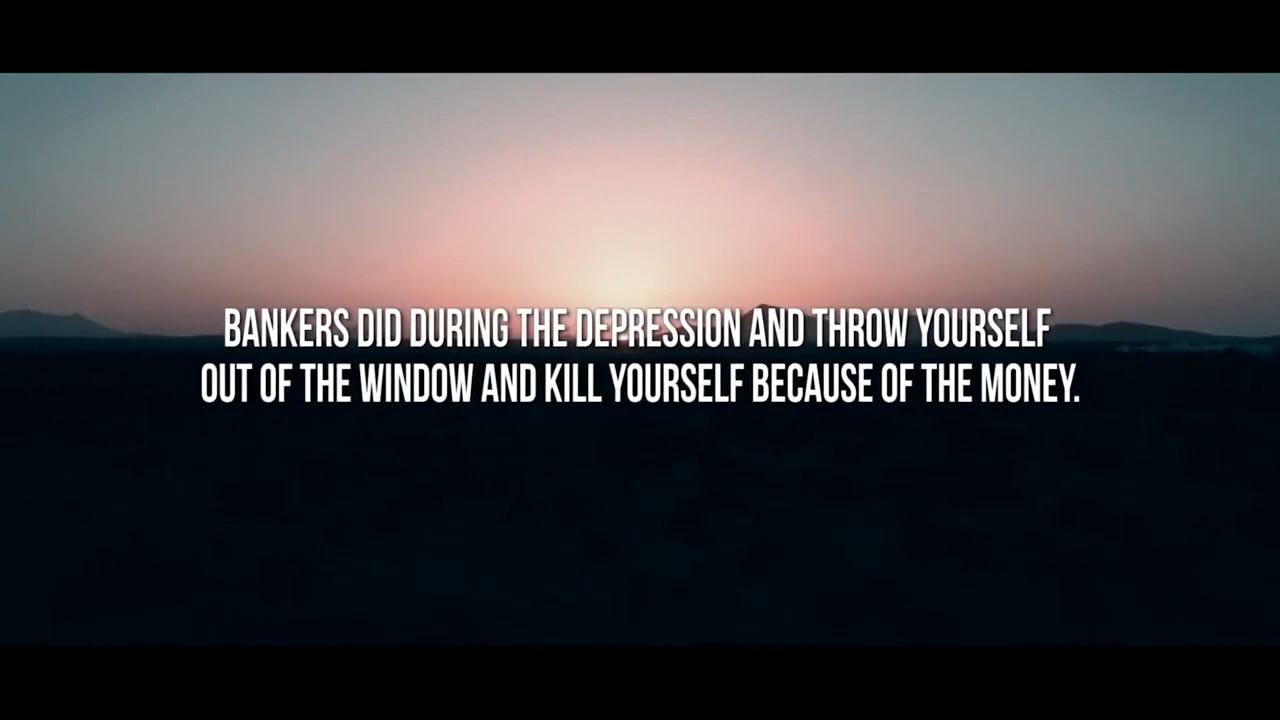 BANKERS DID DURING THE DEPRESSION AND THROW YOURSELF
OUT OF THE WINDOW AND KILL YOURSELF BECAUSE OF THE MONEY.